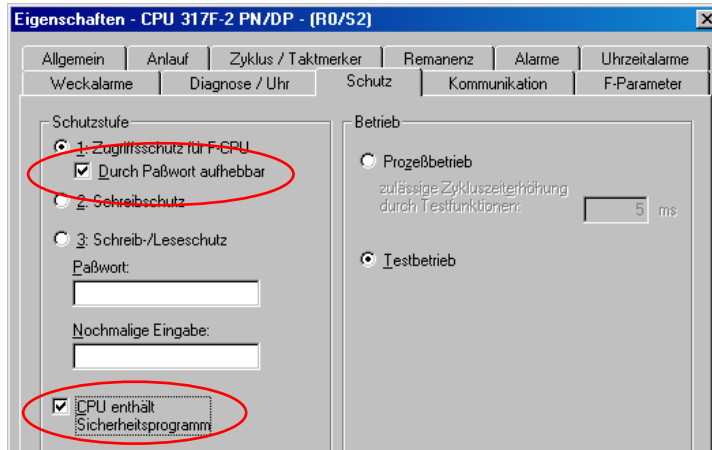 Eigenschaften - CPU 317F-2 PN/DP - (R0/S2)
Allgemein
Anlauf
Zyklus / Taktmerker
Remanenz
Alarme
Uhrzeitalarme
Weckalarme
Diagnose / Uhr
Schutz
Kommunikation
F-Parameter
Schutzstufe
1: Zugriffsschutz für F-CPU
Durch Paßwort aufhebbar
2: Schreibschutz
3: Schreib-/Leseschutz
Paßwort:
Nochmalige Eingabe:
CPU enthält
Sicherheitsprogramm
Betrieb
Prozeßbetrieb
zulässige Zykluszeiterhöhung
durch Testfunktionen:
5 ms
Testbetrieb